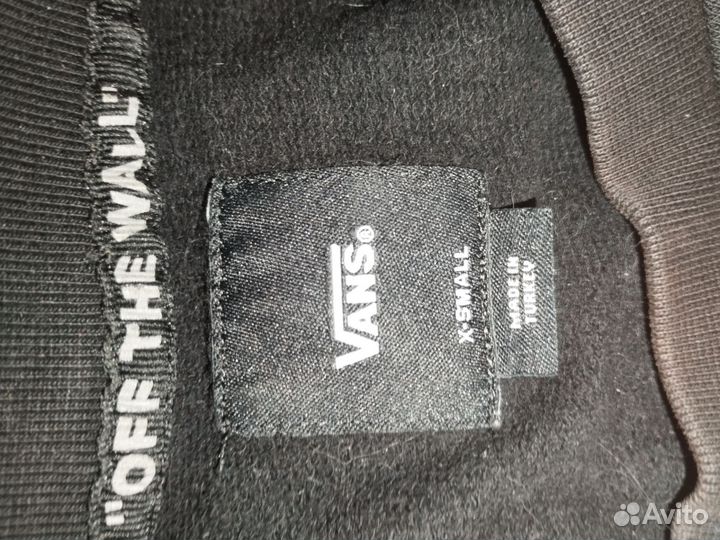 "OFF THE WALL"
VANS®
X-SMALL
MADE IN
TURKEY
Avito